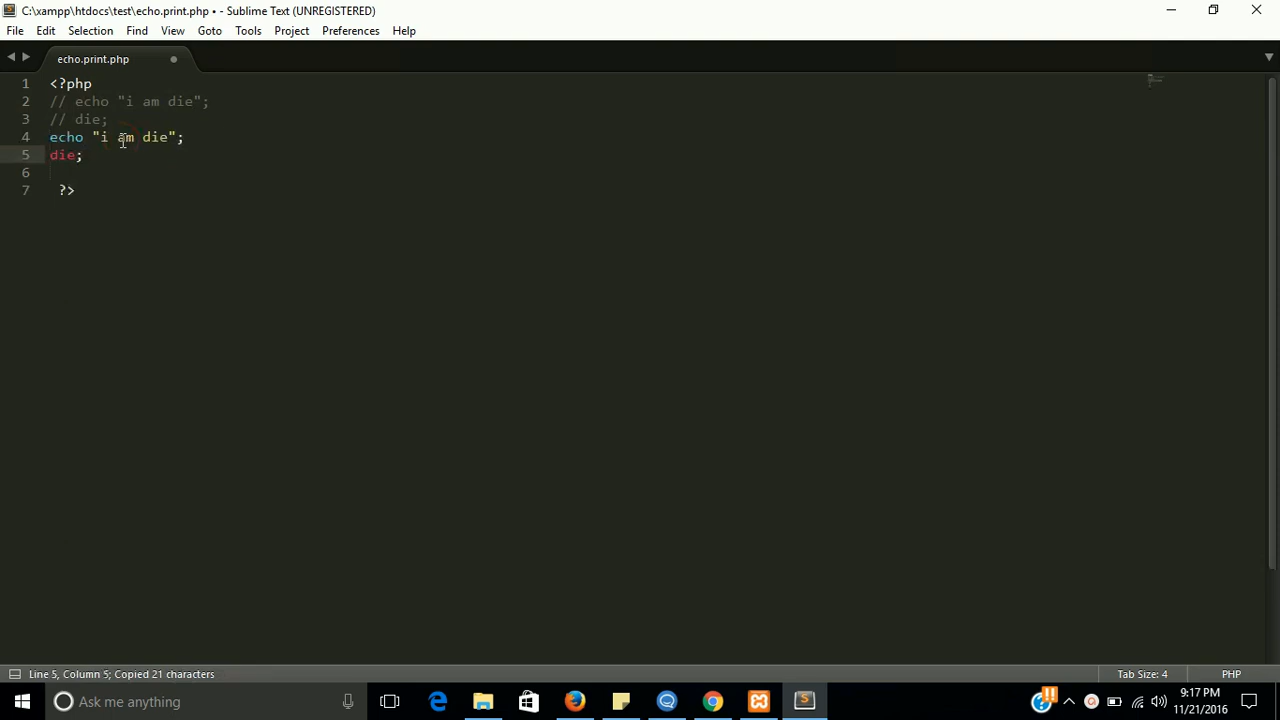 C:\xampp\htdocs\test\echo.print.php • - Sublime Text (UNREGISTERED)
File Edit Selection Find View Goto Tools Project Preferences Help
echo.print.php
1 <?php
2 // echo "i am die";
3 // die;
4 echo "i am die";
5 die;
6
7 ?>
Line 5, Column 5; Copied 21 characters Tab Size: 4 PHP
Ask me anything
9:17 PM
11/21/2016